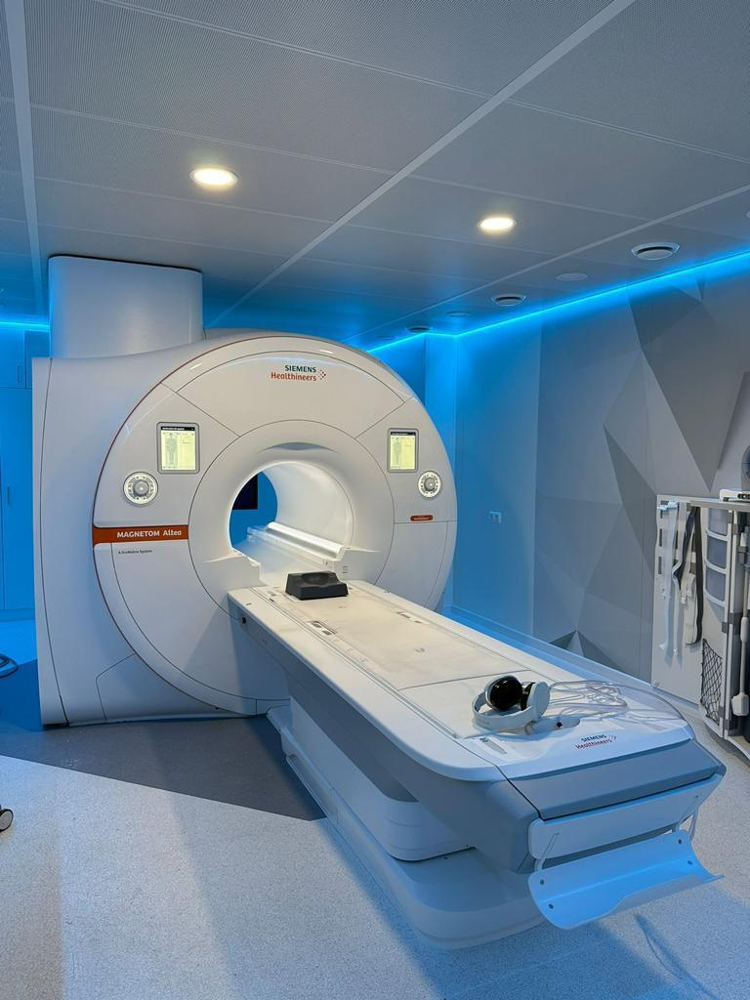 SIEMENS
Healthineers
MAGNETOM Altea
A BioMatrix System
SIEMENS
Healthineers